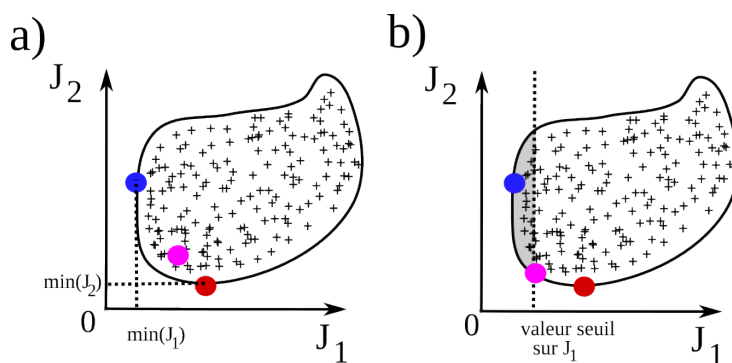 a)
J2
min(J2)
0
min(J1)
J1
b)
J2
0
valeur seuil
sur J1
J1